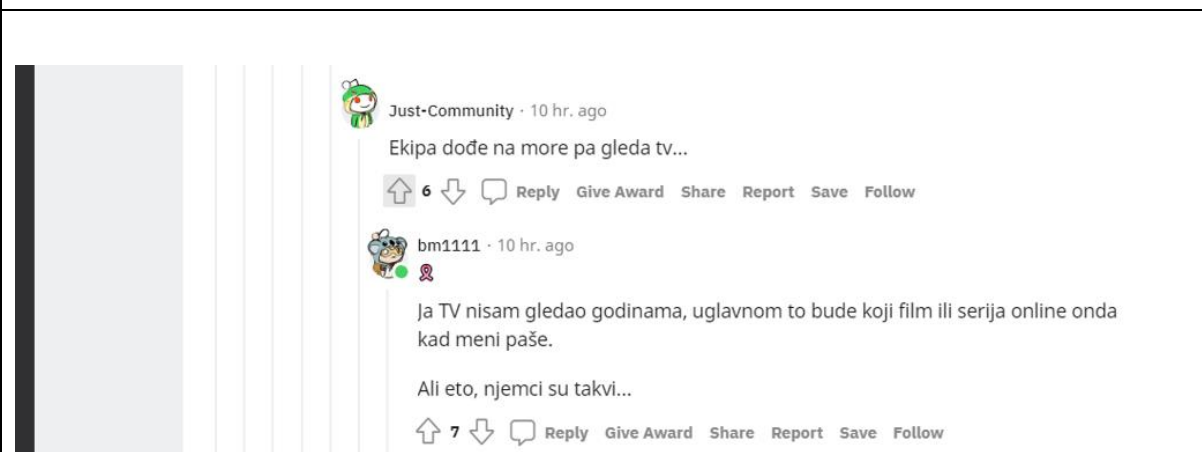 Just-Community · 10 hr. ago
Ekipa dođe na more pa gleda tv...
6 Reply Give Award Share Report Save Follow
bm1111 · 10 hr. ago
Ja TV nisam gledao godinama, uglavnom to bude koji film ili serija online onda
kad meni paše.
Ali eto, njemci su takvi...
7 Reply Give Award Share Report Save Follow